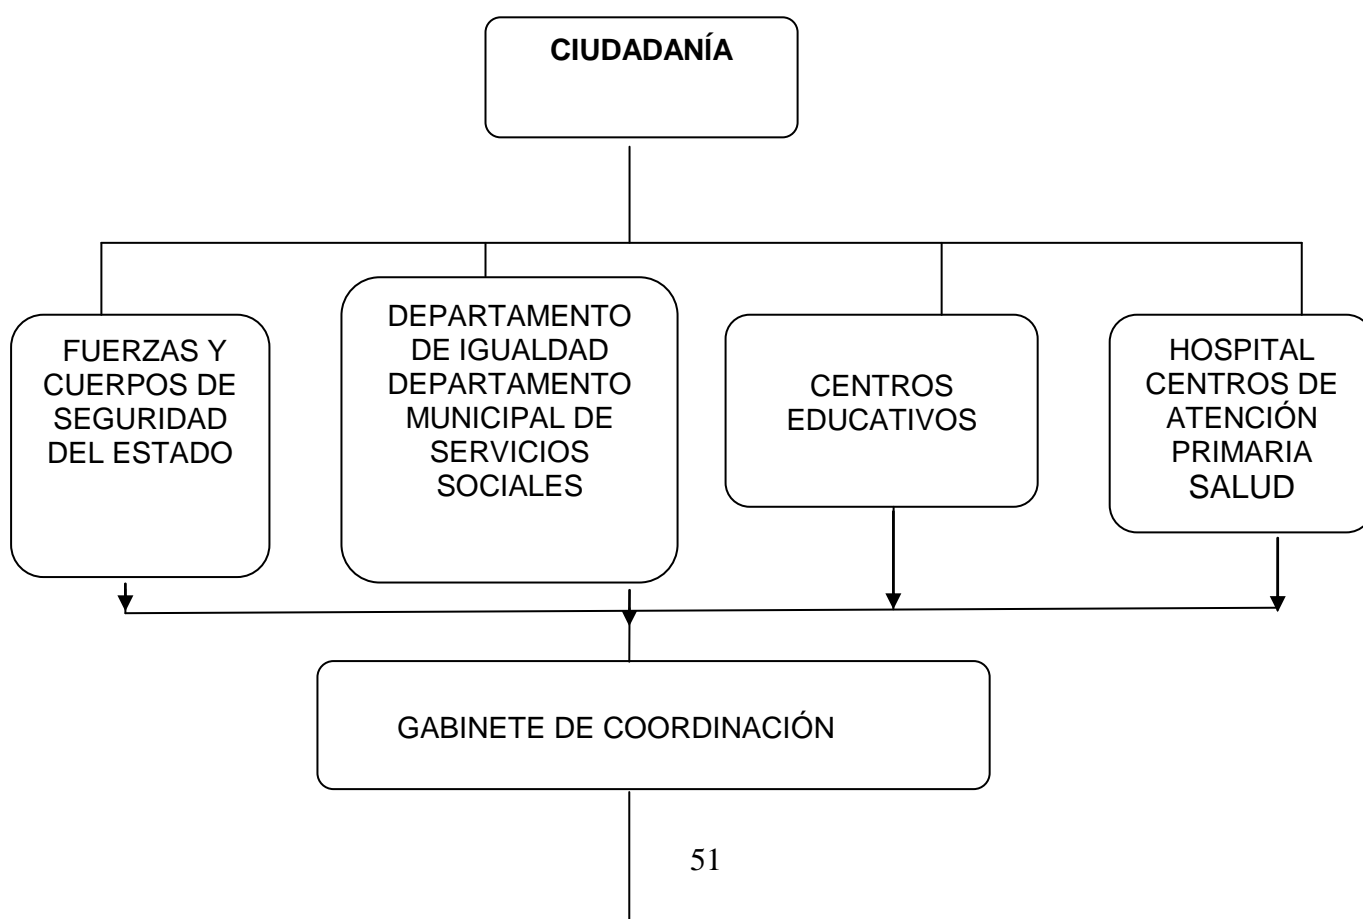 CIUDADANÍA
FUERZAS Y
CUERPOS DE
SEGURIDAD
DEL ESTADO
DEPARTAMENTO
DE IGUALDAD
DEPARTAMENTO
MUNICIPAL DE
SERVICIOS
SOCIALES
CENTROS
EDUCATIVOS
HOSPITAL
CENTROS DE
ATENCIÓN
PRIMARIA
SALUD
GABINETE DE COORDINACIÓN
51